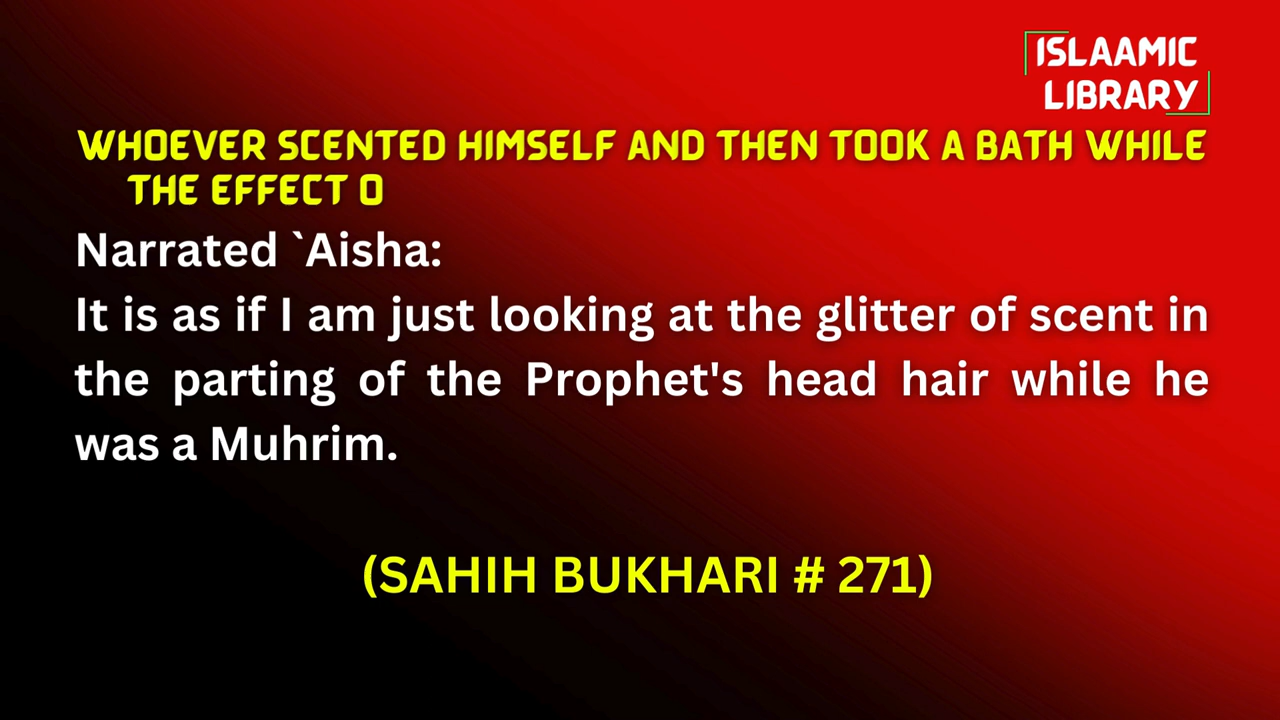 ISLAAMIC
LIBRARY
WHOEVER SCENTED HIMSELF AND THEN TOOK A BATH WHILE
THE EFFECT O
Narrated `Aisha:
It is as if I am just looking at the glitter of scent in
the parting of the Prophet's head hair while he
was a Muhrim.
(SAHIH BUKHARI # 271)